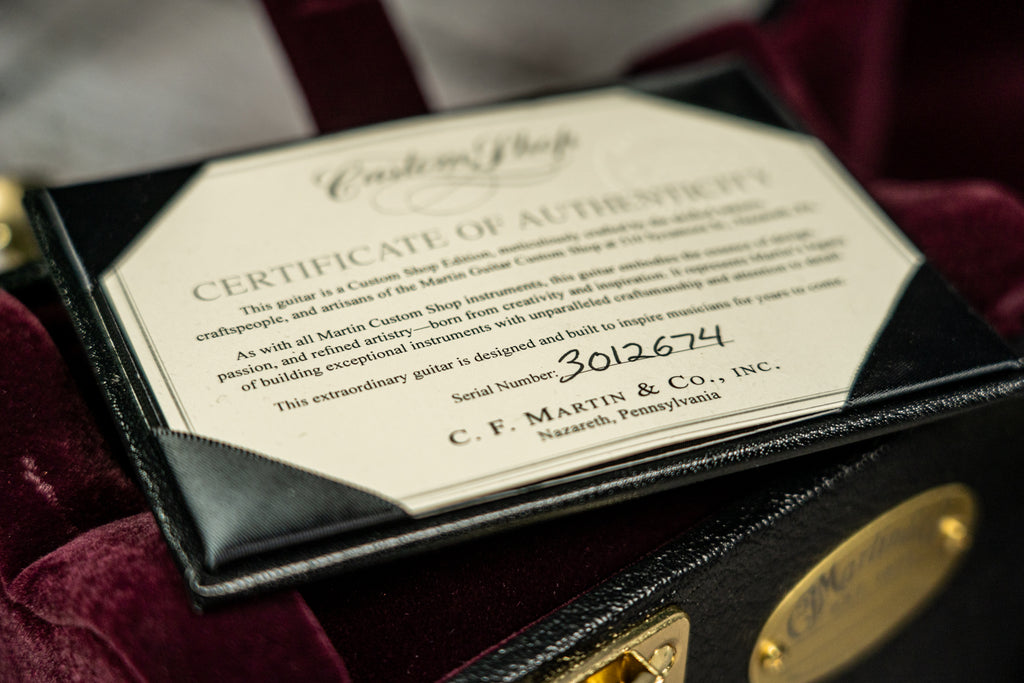 Custom Shop
CERTIFICATE OF AUTHENTICITY
This guitar is a Custom Shop Edition, meticulously crafted by the skilled
craftspeople, and artisans of the Martin Guitar Custom Shop at 510
As with all Martin Custom Shop instruments, this guitar embodies the essence of
passion, and refined artistry—born from creativity and inspiration. It represents Martin's legacy
of building exceptional instruments with unparalleled craftsmanship and attention to detail
This extraordinary guitar is designed and built to inspire musicians for years to come
Serial Number: 3012674
C. F. MARTIN & CO., INC.
Nazareth, Pennsylvania
CF Martin